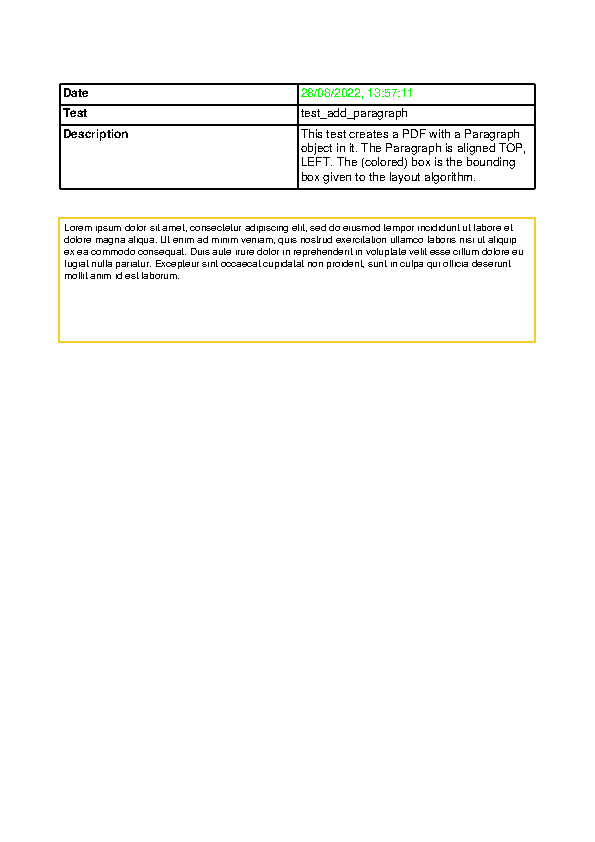 Date 28/08/2022, 13:57:11
Test test_add_paragraph
Description This test creates a PDF with a Paragraph
object in it. The Paragraph is aligned TOP,
LEFT. The (colored) box is the bounding
box given to the layout algorithm.
Lorem ipsum dolor sit amet, consectetur adipiscing elit, sed do eiusmod tempor incididunt ut labore et
dolore magna aliqua. Ut enim ad minim veniam, quis nostrud exercitation ullamco laboris nisi ut aliquip
ex ea commodo consequat. Duis aute irure dolor in reprehenderit in voluptate velit esse cillum dolore eu
fugiat nulla pariatur. Excepteur sint occaecat cupidatat non proident, sunt in culpa qui officia deserunt
mollit anim id est laborum.